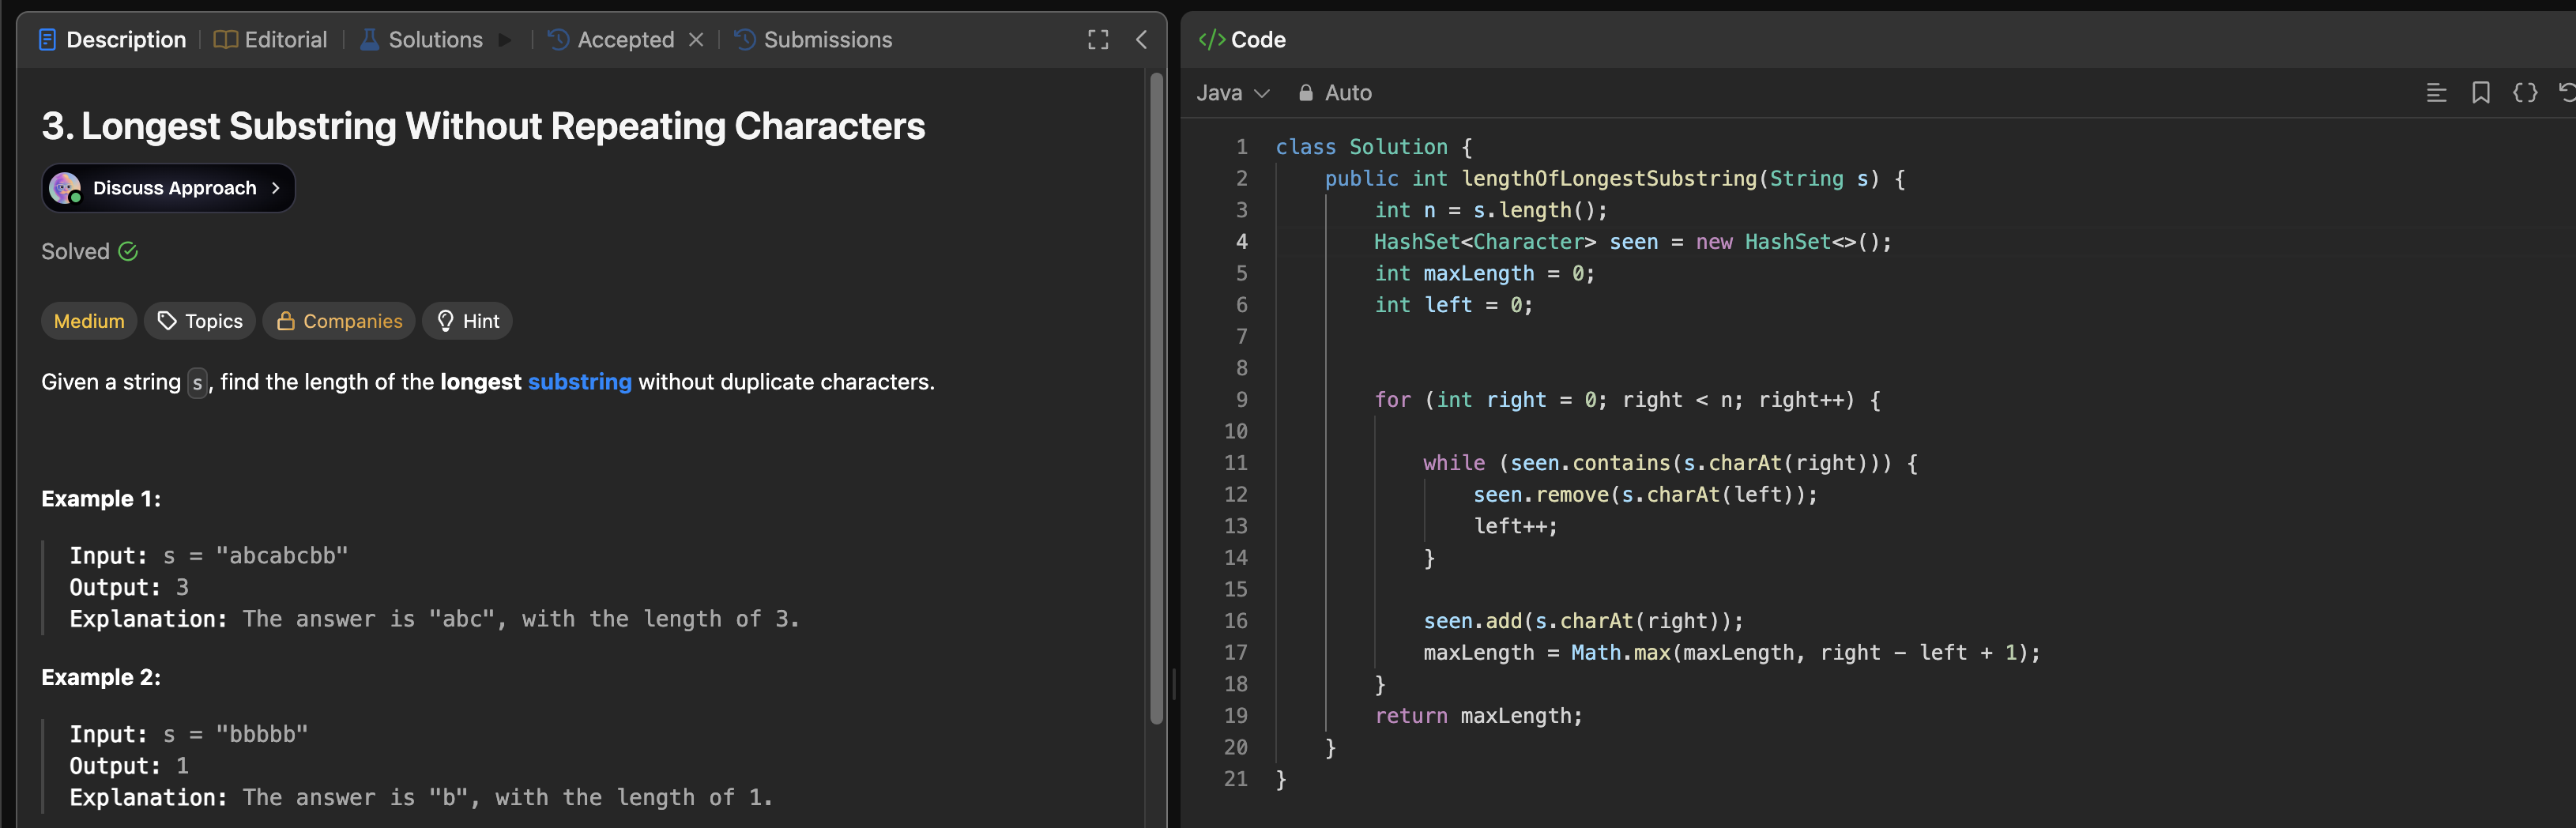 Description
Editorial
Solutions
Accepted
Submissions
3. Longest Substring Without Repeating Characters
Discuss Approach
Solved
Medium Topics Companies Hint
Given a string s, find the length of the longest substring without duplicate characters.
Example 1:
Input: s = "abcabcbb"
Output: 3
Explanation: The answer is "abc", with the length of 3.
Example 2:
Input: s = "bbbbb"
Output: 1
Explanation: The answer is "b", with the length of 1.
</> Code
Java Auto
1 class Solution {
2     public int lengthOfLongestSubstring(String s) {
3         int n = s.length();
4         HashSet<Character> seen = new HashSet<>();
5         int maxLength = 0;
6         int left = 0;
7
8
9         for (int right = 0; right < n; right++) {
10
11             while (seen.contains(s.charAt(right))) {
12                 seen.remove(s.charAt(left));
13                 left++;
14             }
15
16             seen.add(s.charAt(right));
17             maxLength = Math.max(maxLength, right - left + 1);
18         }
19         return maxLength;
20     }
21 }